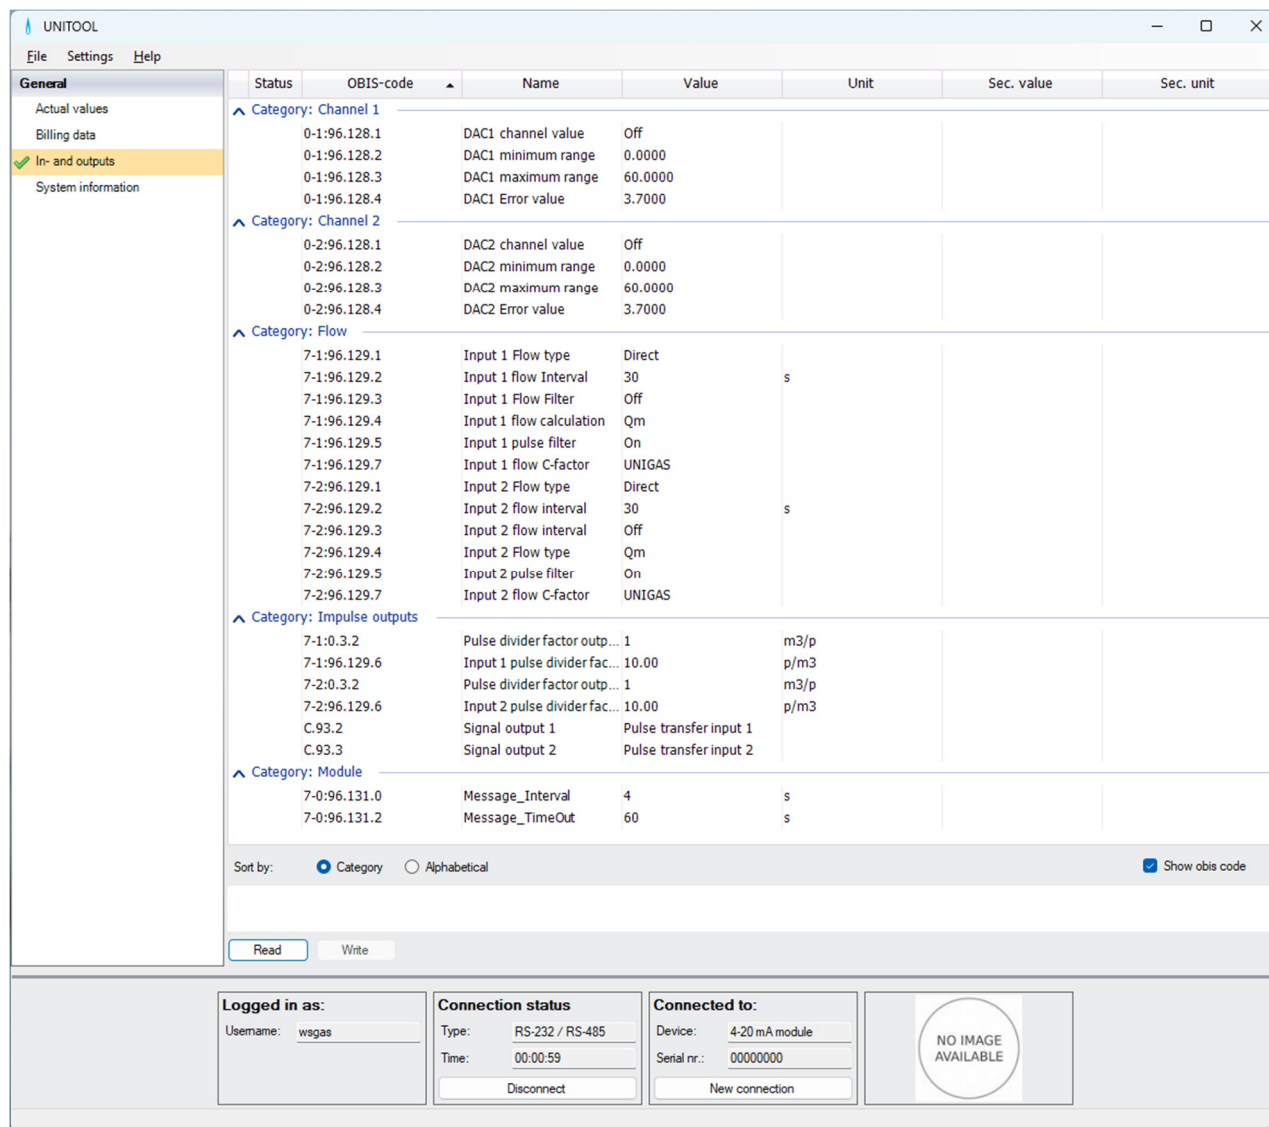 UNITOOL
File Settings Help
General
Actual values
Billing data
In- and outputs
System information
Status OBIS-code Name Value Unit Sec. value Sec. unit
Category: Channel 1
0-1:96.128.1 DAC1 channel value Off
0-1:96.128.2 DAC1 minimum range 0.0000
0-1:96.128.3 DAC1 maximum range 60.0000
0-1:96.128.4 DAC1 Error value 3.7000
Category: Channel 2
0-2:96.128.1 DAC2 channel value Off
0-2:96.128.2 DAC2 minimum range 0.0000
0-2:96.128.3 DAC2 maximum range 60.0000
0-2:96.128.4 DAC2 Error value 3.7000
Category: Flow
7-1:96.129.1 Input 1 Flow type Direct
7-1:96.129.2 Input 1 flow Interval 30 s
7-1:96.129.3 Input 1 Flow Filter Off
7-1:96.129.4 Input 1 flow calculation Qm
7-1:96.129.5 Input 1 pulse filter On
7-1:96.129.7 Input 1 flow C-factor UNIGAS
7-2:96.129.1 Input 2 Flow type Direct
7-2:96.129.2 Input 2 flow interval 30 s
7-2:96.129.3 Input 2 flow interval Off
7-2:96.129.4 Input 2 Flow type Qm
7-2:96.129.5 Input 2 pulse filter On
7-2:96.129.7 Input 2 flow C-factor UNIGAS
Category: Impulse outputs
7-1:0.3.2 Pulse divider factor outp... 1 m3/p
7-1:96.129.6 Input 1 pulse divider fac... 10.00 p/m3
7-2:0.3.2 Pulse divider factor outp... 1 m3/p
7-2:96.129.6 Input 2 pulse divider fac... 10.00 p/m3
C.93.2 Signal output 1 Pulse transfer input 1
C.93.3 Signal output 2 Pulse transfer input 2
Category: Module
7-0:96.131.0 Message_Interval 4 s
7-0:96.131.2 Message_TimeOut 60 s
Sort by: Category Alphabetical Show obis code
Read Write
Logged in as:
Username: wsgas
Connection status
Type: RS-232 / RS-485
Time: 00:00:59
Disconnect
Connected to:
Device: 4-20 mA module
Serial nr.: 00000000
New connection
NO IMAGE
AVAILABLE